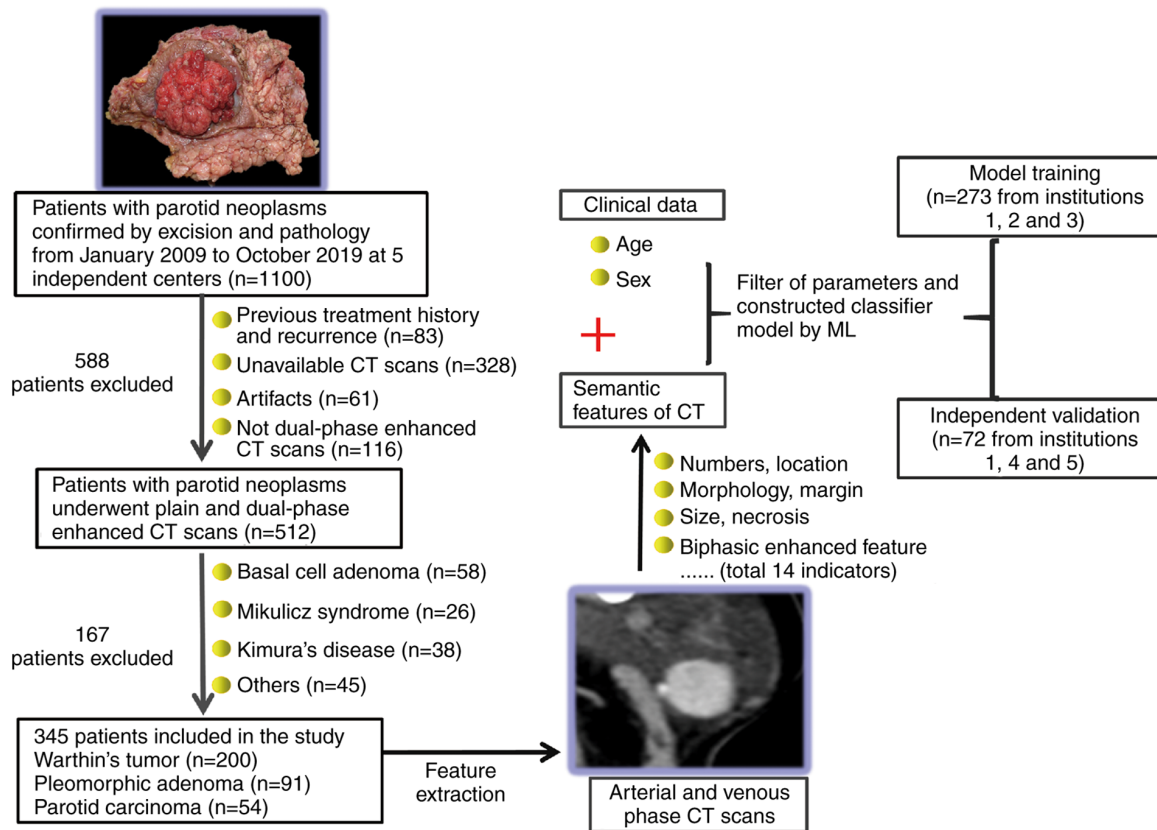 Patients with parotid neoplasms
confirmed by excision and pathology
from January 2009 to October 2019 at 5
independent centers (n=1100)
588
patients excluded
Previous treatment history
and recurrence (n=83)
Unavailable CT scans (n=328)
Artifacts (n=61)
Not dual-phase enhanced
CT scans (n=116)
Patients with parotid neoplasms
underwent plain and dual-phase
enhanced CT scans (n=512)
167
patients excluded
Basal cell adenoma (n=58)
Mikulicz syndrome (n=26)
Kimura's disease (n=38)
Others (n=45)
345 patients included in the study
Warthin's tumor (n=200)
Pleomorphic adenoma (n=91)
Parotid carcinoma (n=54)
Feature
extraction
Arterial and venous
phase CT scans
Numbers, location
Morphology, margin
Size, necrosis
Biphasic enhanced feature
...... (total 14 indicators)
Semantic
features of CT
Clinical data
Age
Sex
Filter of parameters and
constructed classifier
model by ML
Model training
(n=273 from institutions
1, 2 and 3)
Independent validation
(n=72 from institutions
1, 4 and 5)